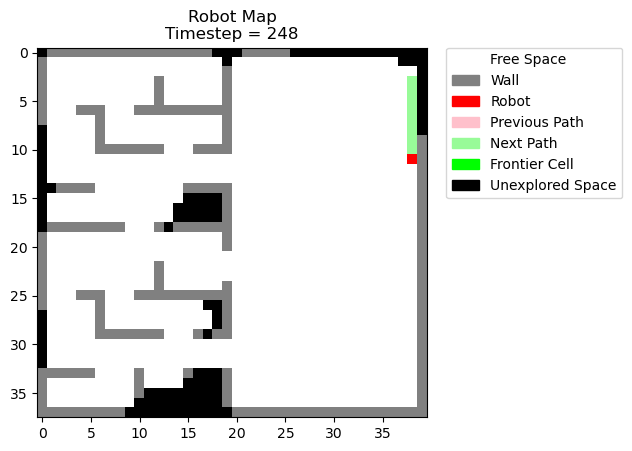 Robot Map
Timestep = 248
0
5
10
15
20
25
30
35
0
5
10
15
20
25
30
35
Free Space
Wall
Robot
Previous Path
Next Path
Frontier Cell
Unexplored Space